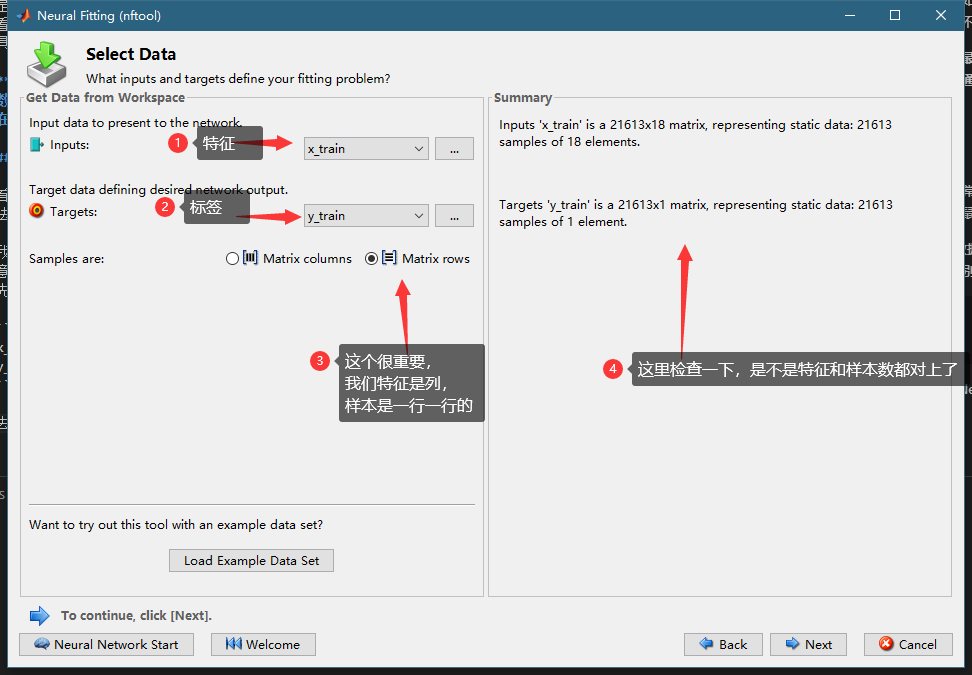 Neural Fitting (nftool)
Select Data
What inputs and targets define your fitting problem?
Get Data from Workspace
Input data to present to the network.
Inputs:
1
特征
x_train
...
Target data defining desired network output.
Targets:
2
标签
y_train
...
Samples are:
Matrix columns
Matrix rows
3
这个很重要，
我们特征是列，
样本是一行一行的
Want to try out this tool with an example data set?
Load Example Data Set
Summary
Inputs 'x_train' is a 21613x18 matrix, representing static data: 21613
samples of 18 elements.
Targets 'y_train' is a 21613x1 matrix, representing static data: 21613
samples of 1 element.
4
这里检查一下，是不是特征和样本数都对上了
To continue, click [Next].
Neural Network Start
Welcome
Back
Next
Cancel